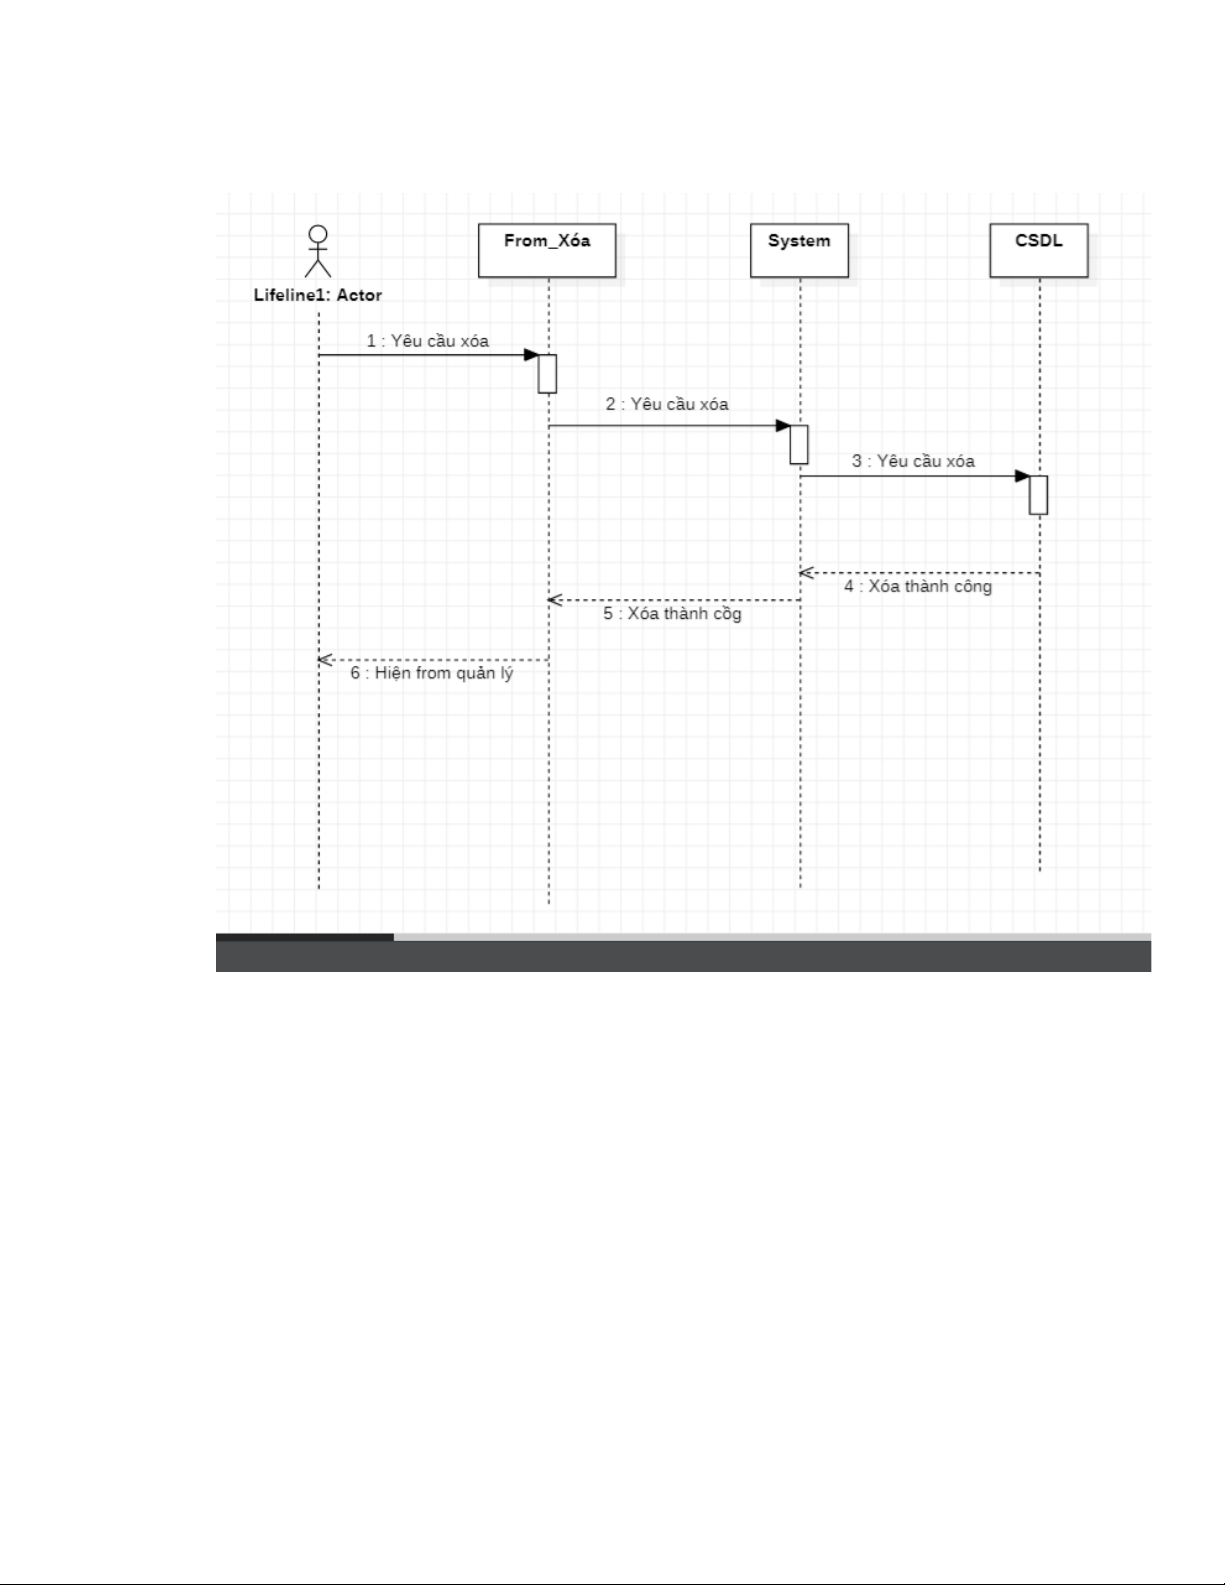 From_Xóa
System
CSDL
Lifeline1: Actor
1 : Yêu cầu xóa
2 : Yêu cầu xóa
3 : Yêu cầu xóa
4 : Xóa thành công
5 : Xóa thành cồg
6 : Hiện from quản lý